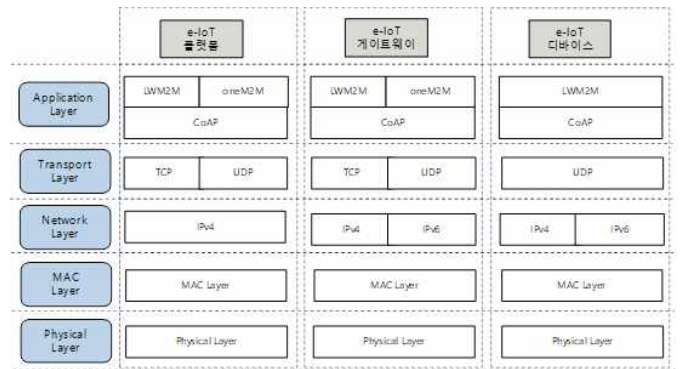 e-IoT
플랫폼
e-IoT
게이트웨이
e-IoT
디바이스
Application
Layer
LWM2M oneM2M LWM2M oneM2M LWM2M
CoAP CoAP CoAP
Transport
Layer
TCP UDP TCP UDP UDP
Network
Layer
IPv4 IPv4 IPv6 IPv4 IPv6
MAC
Layer
MAC Layer MAC Layer MAC Layer
Physical
Layer
Physical Layer Physical Layer Physical Layer